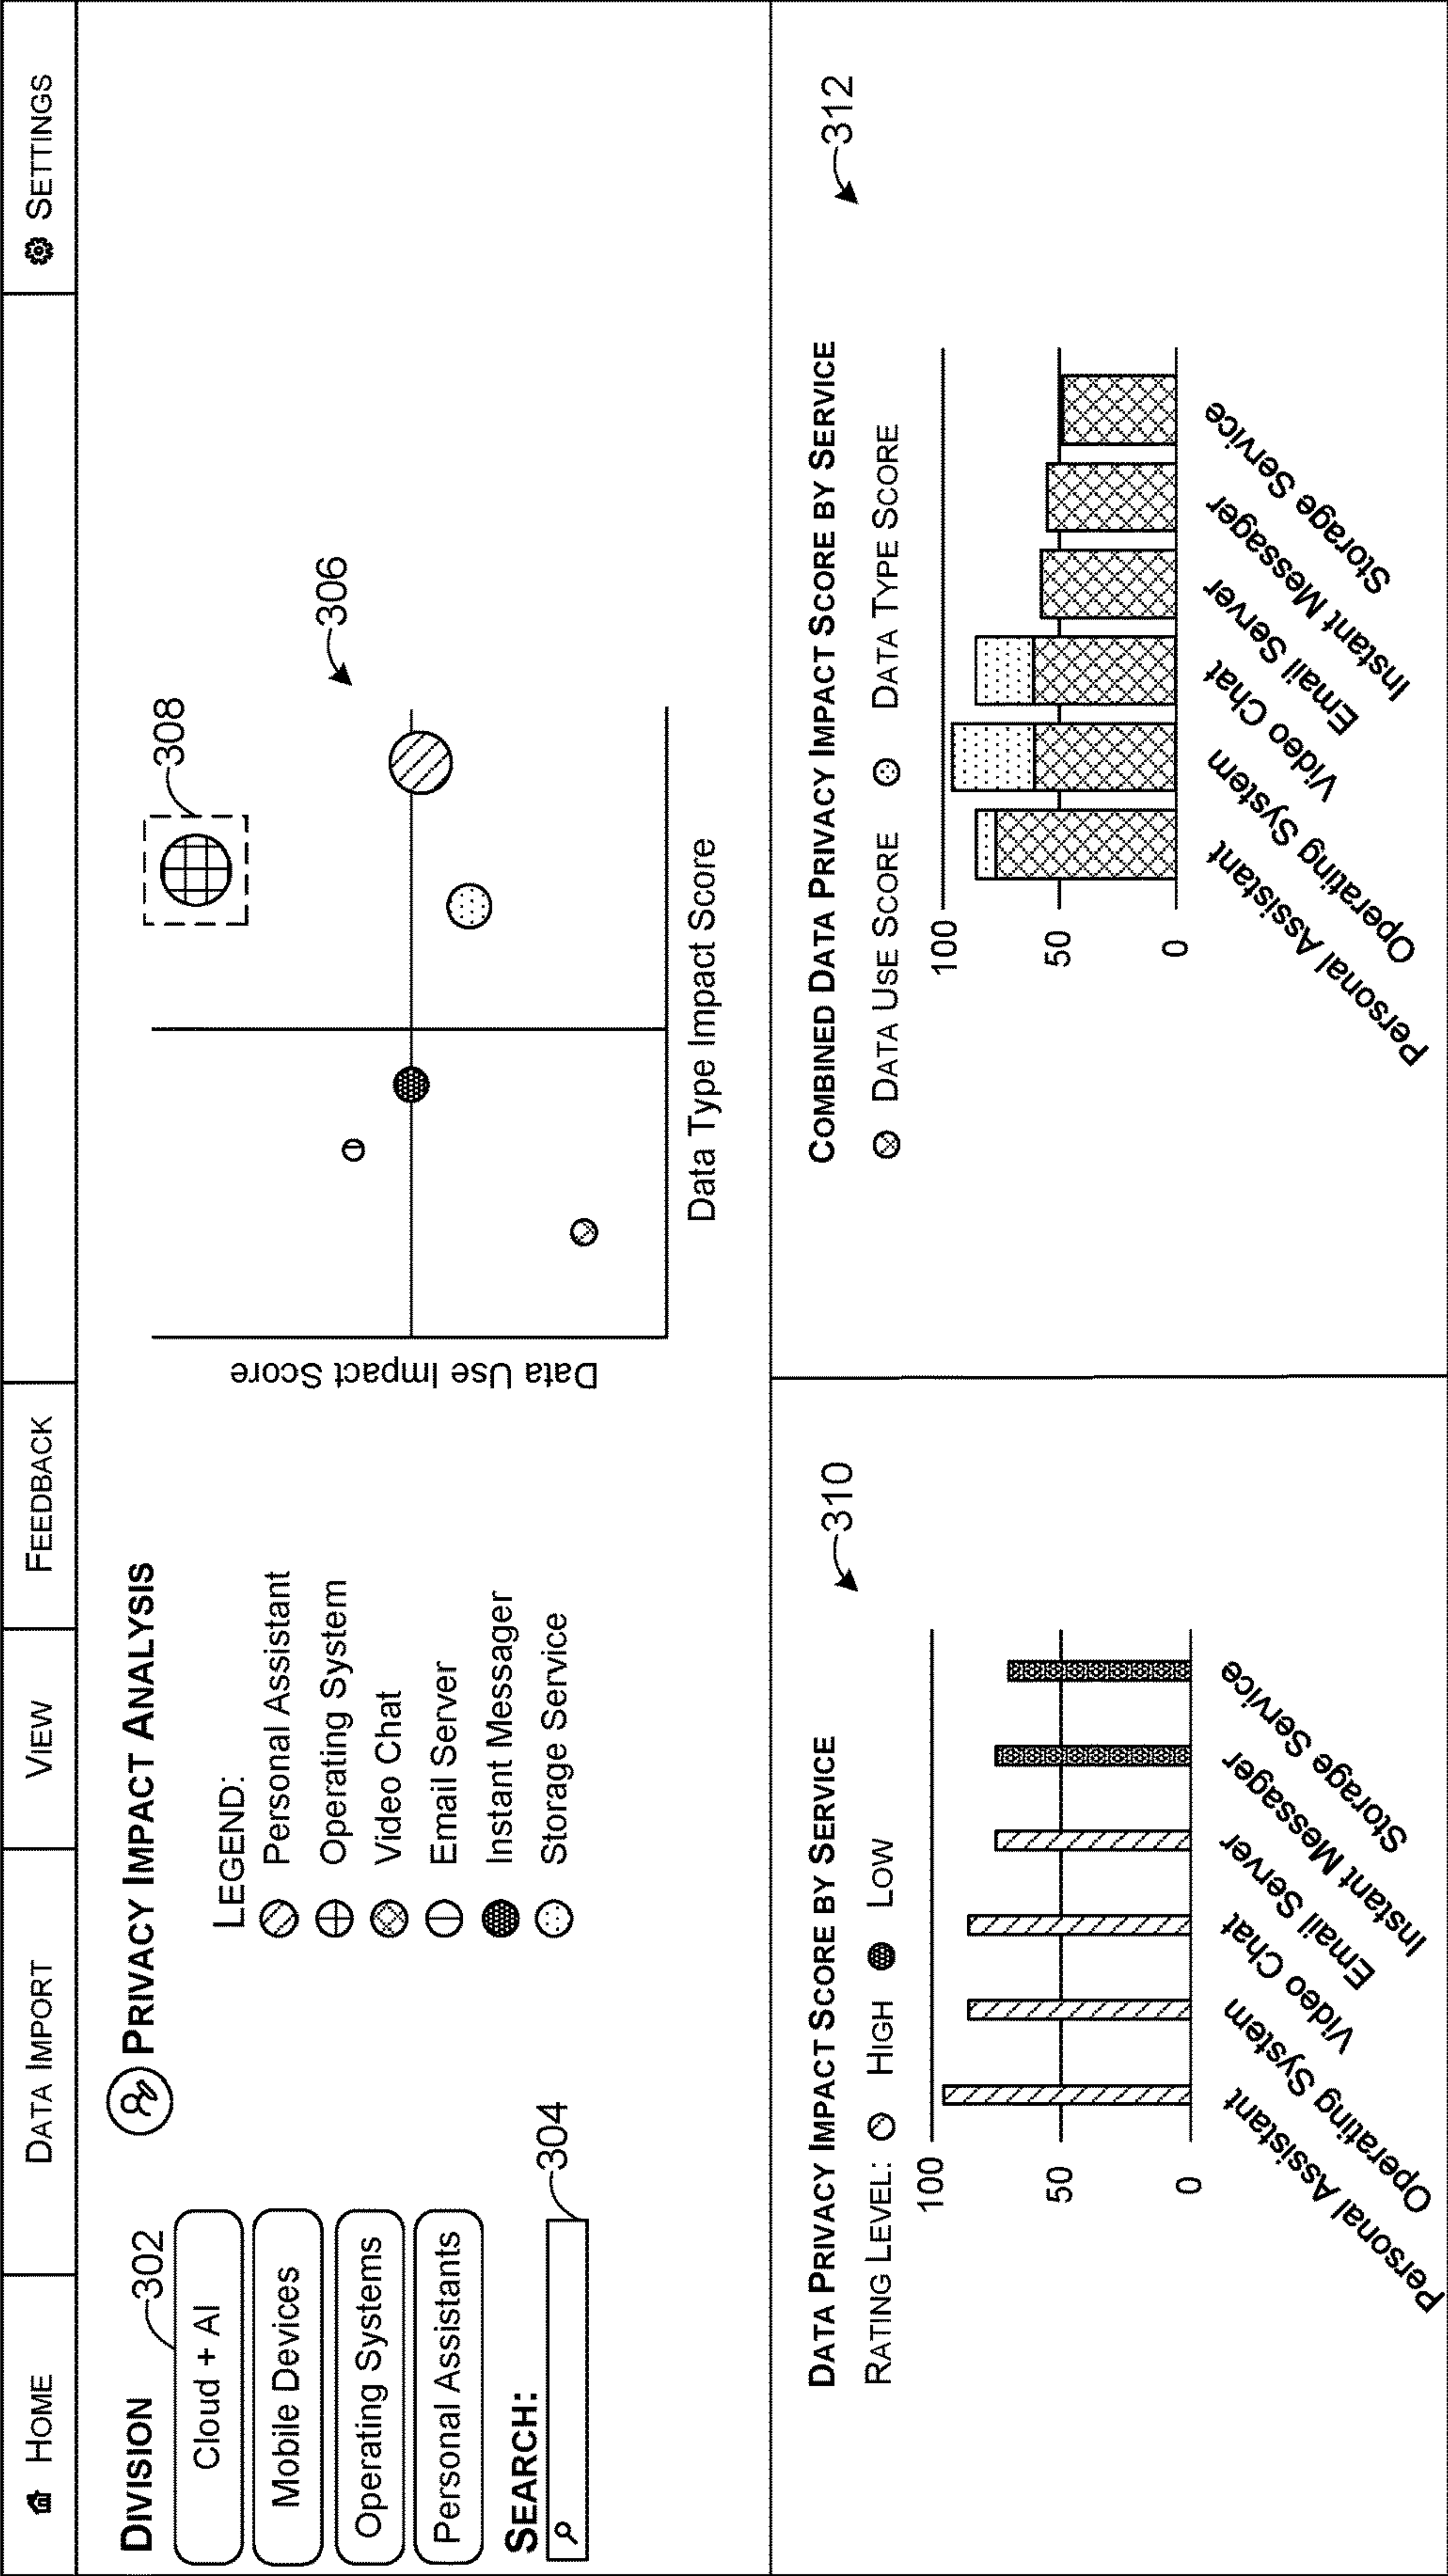 HOME
DATA IMPORT
VIEW
FEEDBACK
SETTINGS
DIVISION
302
Cloud + AI
Mobile Devices
Operating Systems
Personal Assistants
SEARCH:
304
PRIVACY IMPACT ANALYSIS
LEGEND:
Personal Assistant
Operating System
Video Chat
Email Server
Instant Messager
Storage Service
Data Use Impact Score
308
306
Data Type Impact Score
DATA PRIVACY IMPACT SCORE BY SERVICE
310
RATING LEVEL: HIGH LOW
100
50
0
Personal Assistant
Operating System
Video Chat
Email Server
Instant Messager
Storage Service
COMBINED DATA PRIVACY IMPACT SCORE BY SERVICE
312
DATA USE SCORE DATA TYPE SCORE
100
50
0
Personal Assistant
Operating System
Video Chat
Email Server
Instant Messager
Storage Service